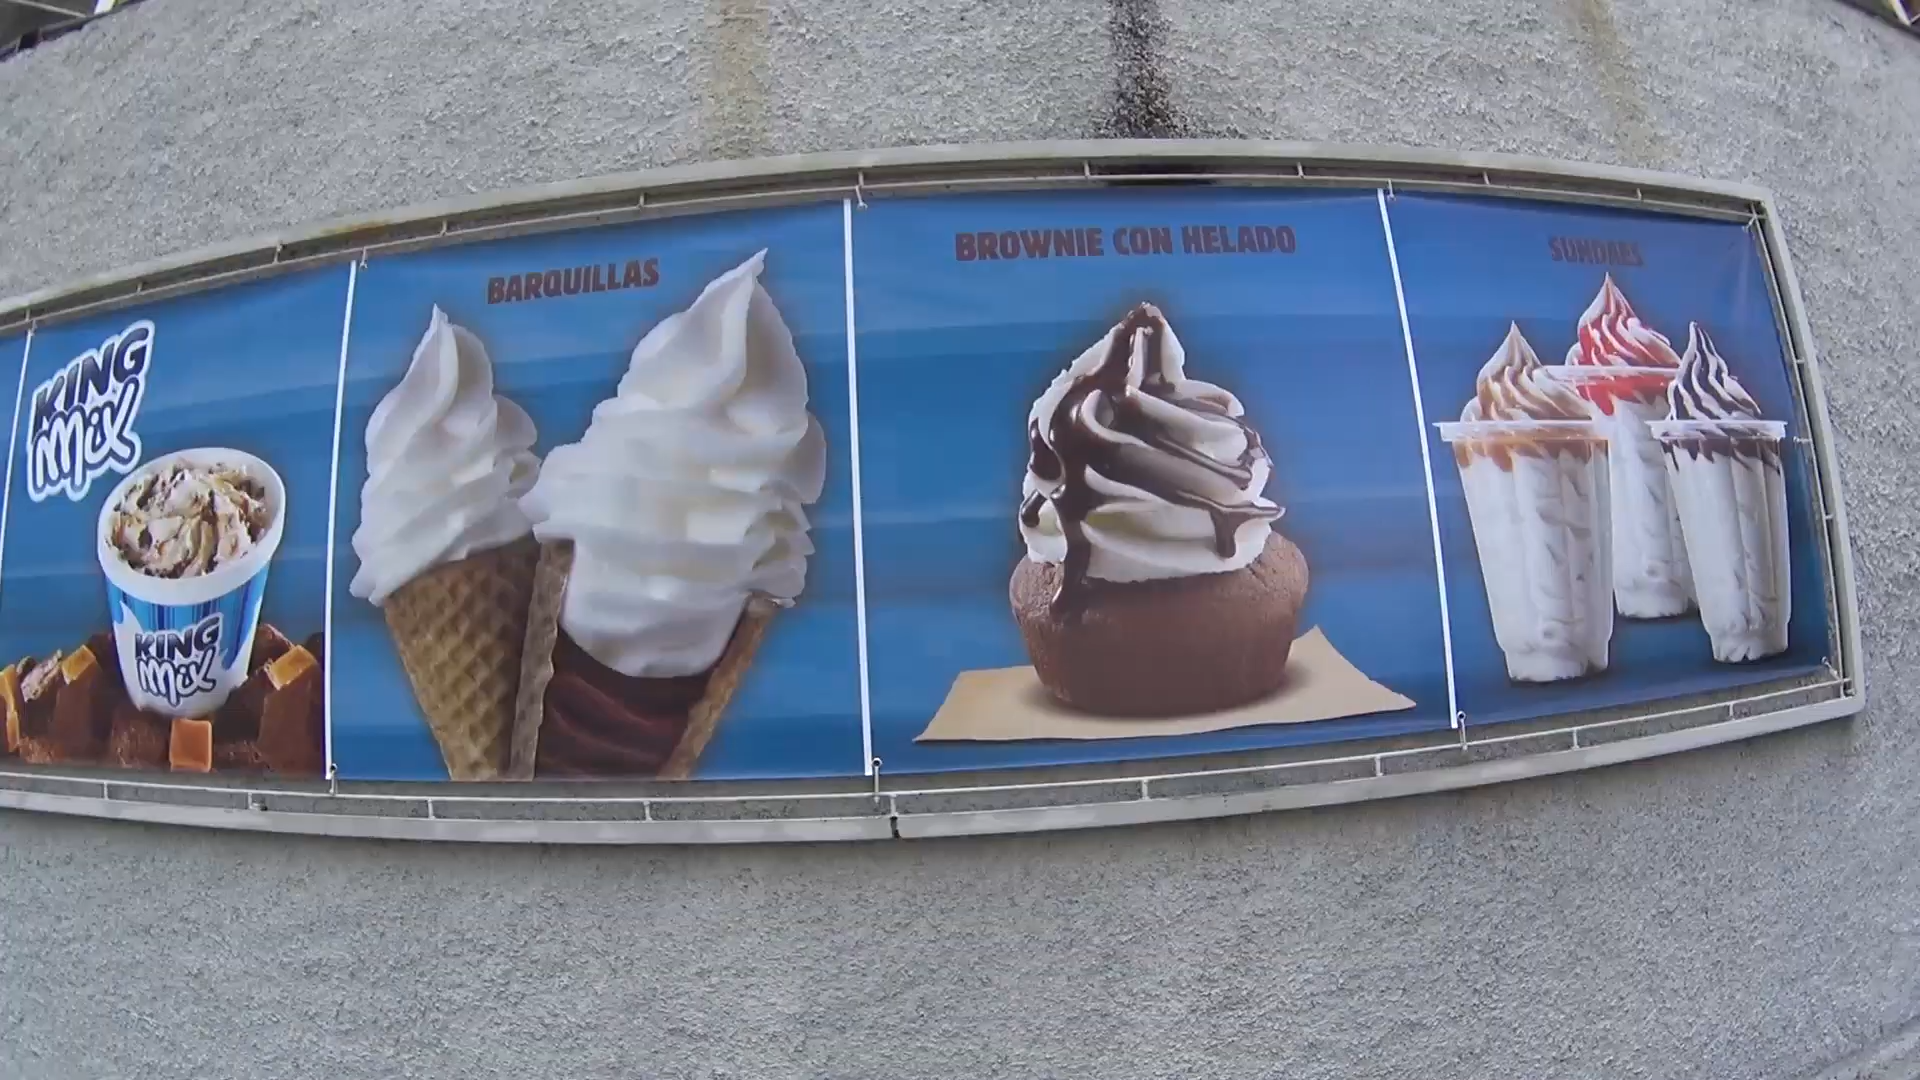 KING
Mix
KING
Mix
BARQUILLAS
BROWNIE CON HELADO
SUNDAES